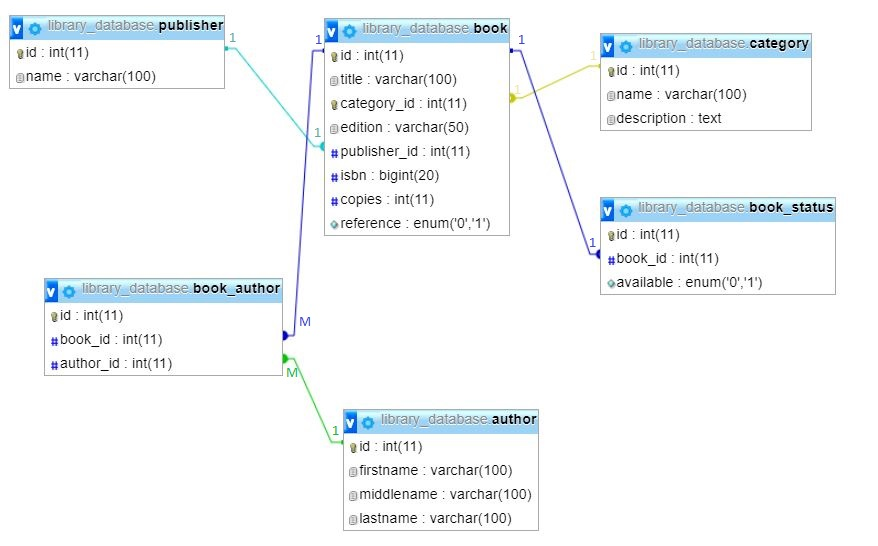 library_database.publisher
id : int(11)
name : varchar(100)
1
1
library_database.book
id : int(11)
title : varchar(100)
category_id : int(11)
edition : varchar(50)
publisher_id : int(11)
isbn : bigint(20)
copies : int(11)
reference : enum('0','1')
1
1
1
1
library_database.category
id : int(11)
name : varchar(100)
description : text
library_database.book_status
id : int(11)
book_id : int(11)
available : enum('0','1')
1
library_database.book_author
id : int(11)
book_id : int(11)
author_id : int(11)
M
M
1
library_database.author
id : int(11)
firstname : varchar(100)
middlename : varchar(100)
lastname : varchar(100)